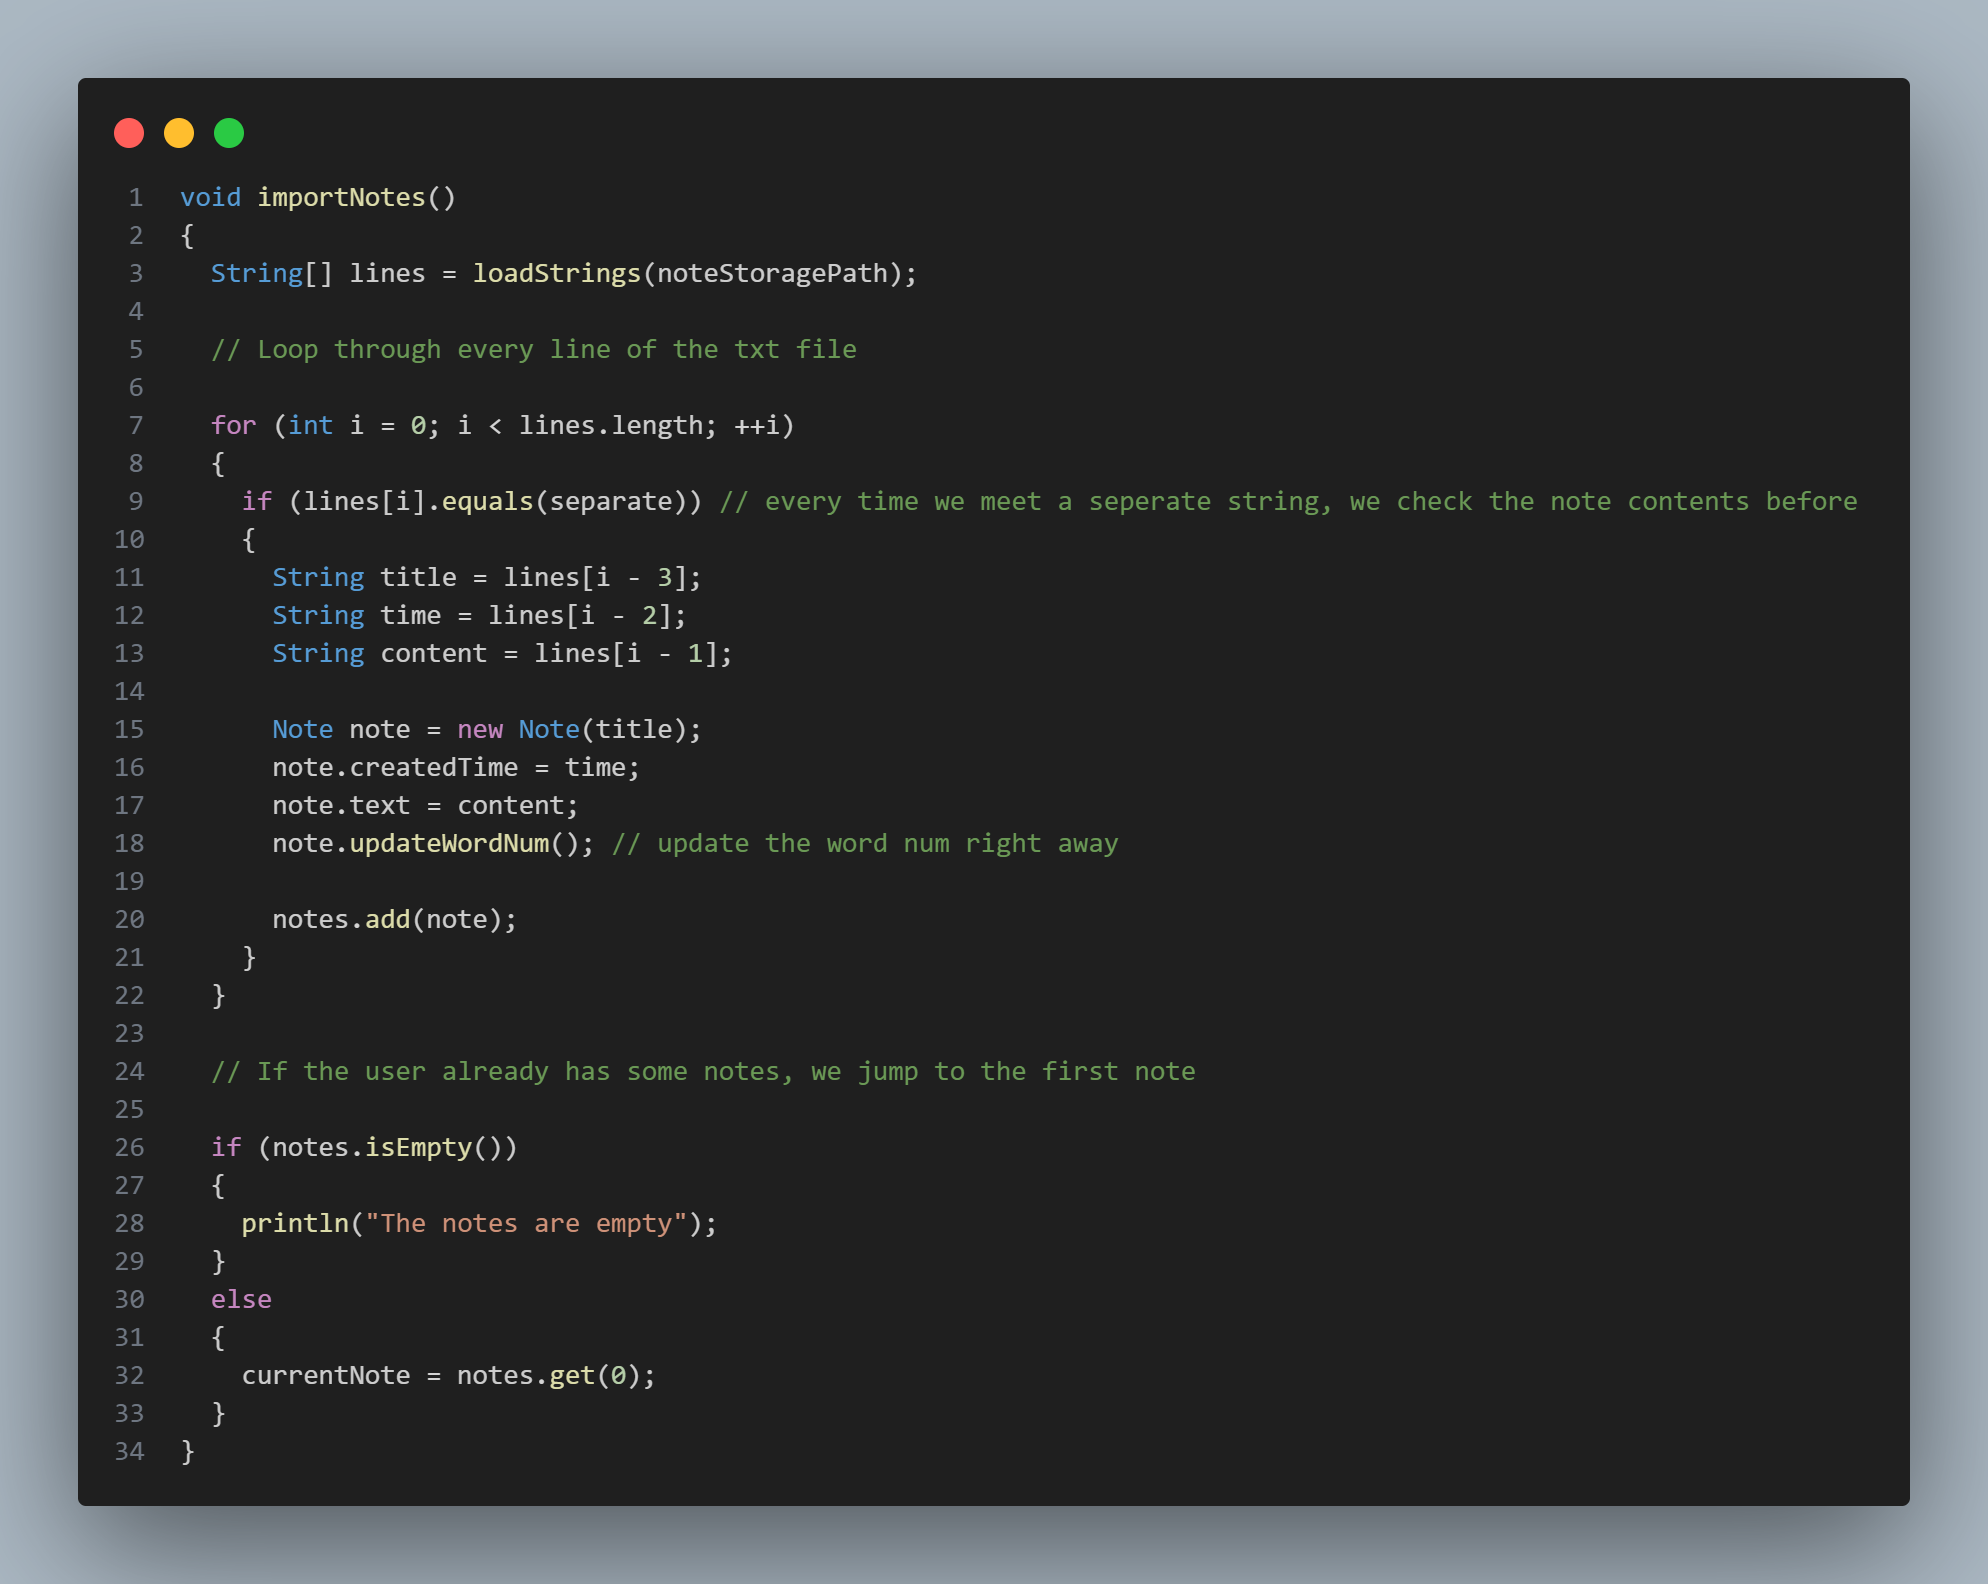 1 void importNotes()
2 {
3   String[] lines = loadStrings(noteStoragePath);
4
5   // Loop through every line of the txt file
6
7   for (int i = 0; i < lines.length; ++i)
8   {
9     if (lines[i].equals(separate)) // every time we meet a seperate string, we check the note contents before
10     {
11       String title = lines[i - 3];
12       String time = lines[i - 2];
13       String content = lines[i - 1];
14
15       Note note = new Note(title);
16       note.createdTime = time;
17       note.text = content;
18       note.updateWordNum(); // update the word num right away
19
20       notes.add(note);
21     }
22   }
23
24   // If the user already has some notes, we jump to the first note
25
26   if (notes.isEmpty())
27   {
28     println("The notes are empty");
29   }
30   else
31   {
32     currentNote = notes.get(0);
33   }
34 }